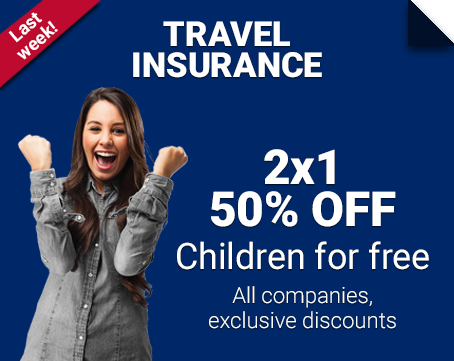 Last
week!
TRAVEL
INSURANCE
2x1
50% OFF
Children for free
All companies,
exclusive discounts